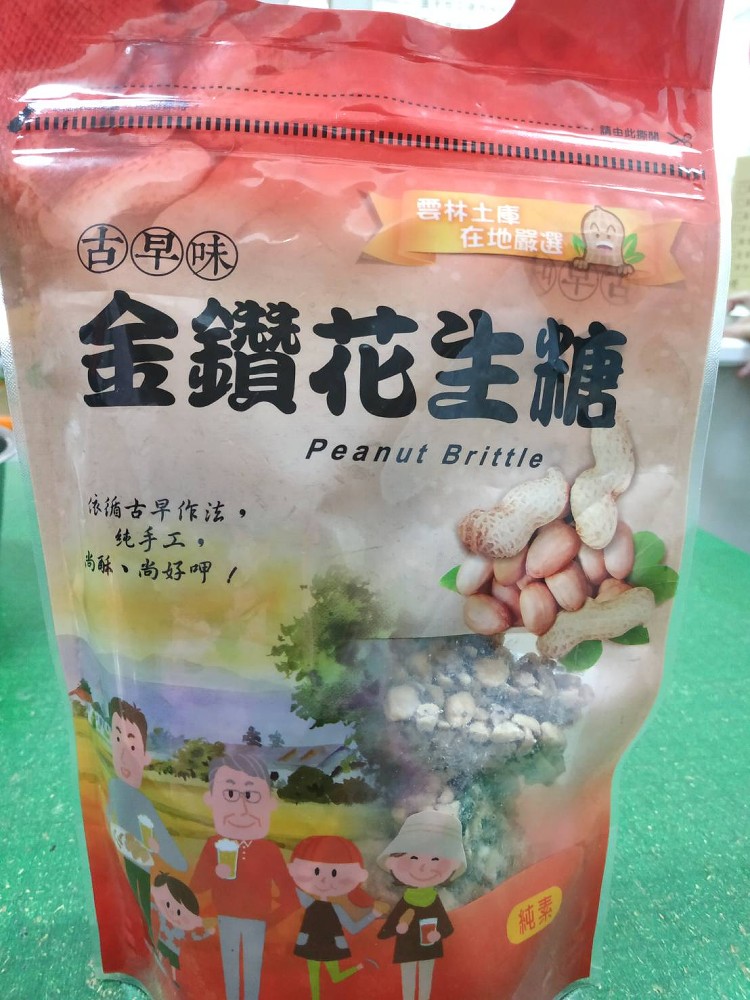 請由此撕開
雲林土庫
在地嚴選
古早味
金鑽花生糖
Peanut Brittle
依循古早作法，
純手工，
尚酥、尚好呷！
純素